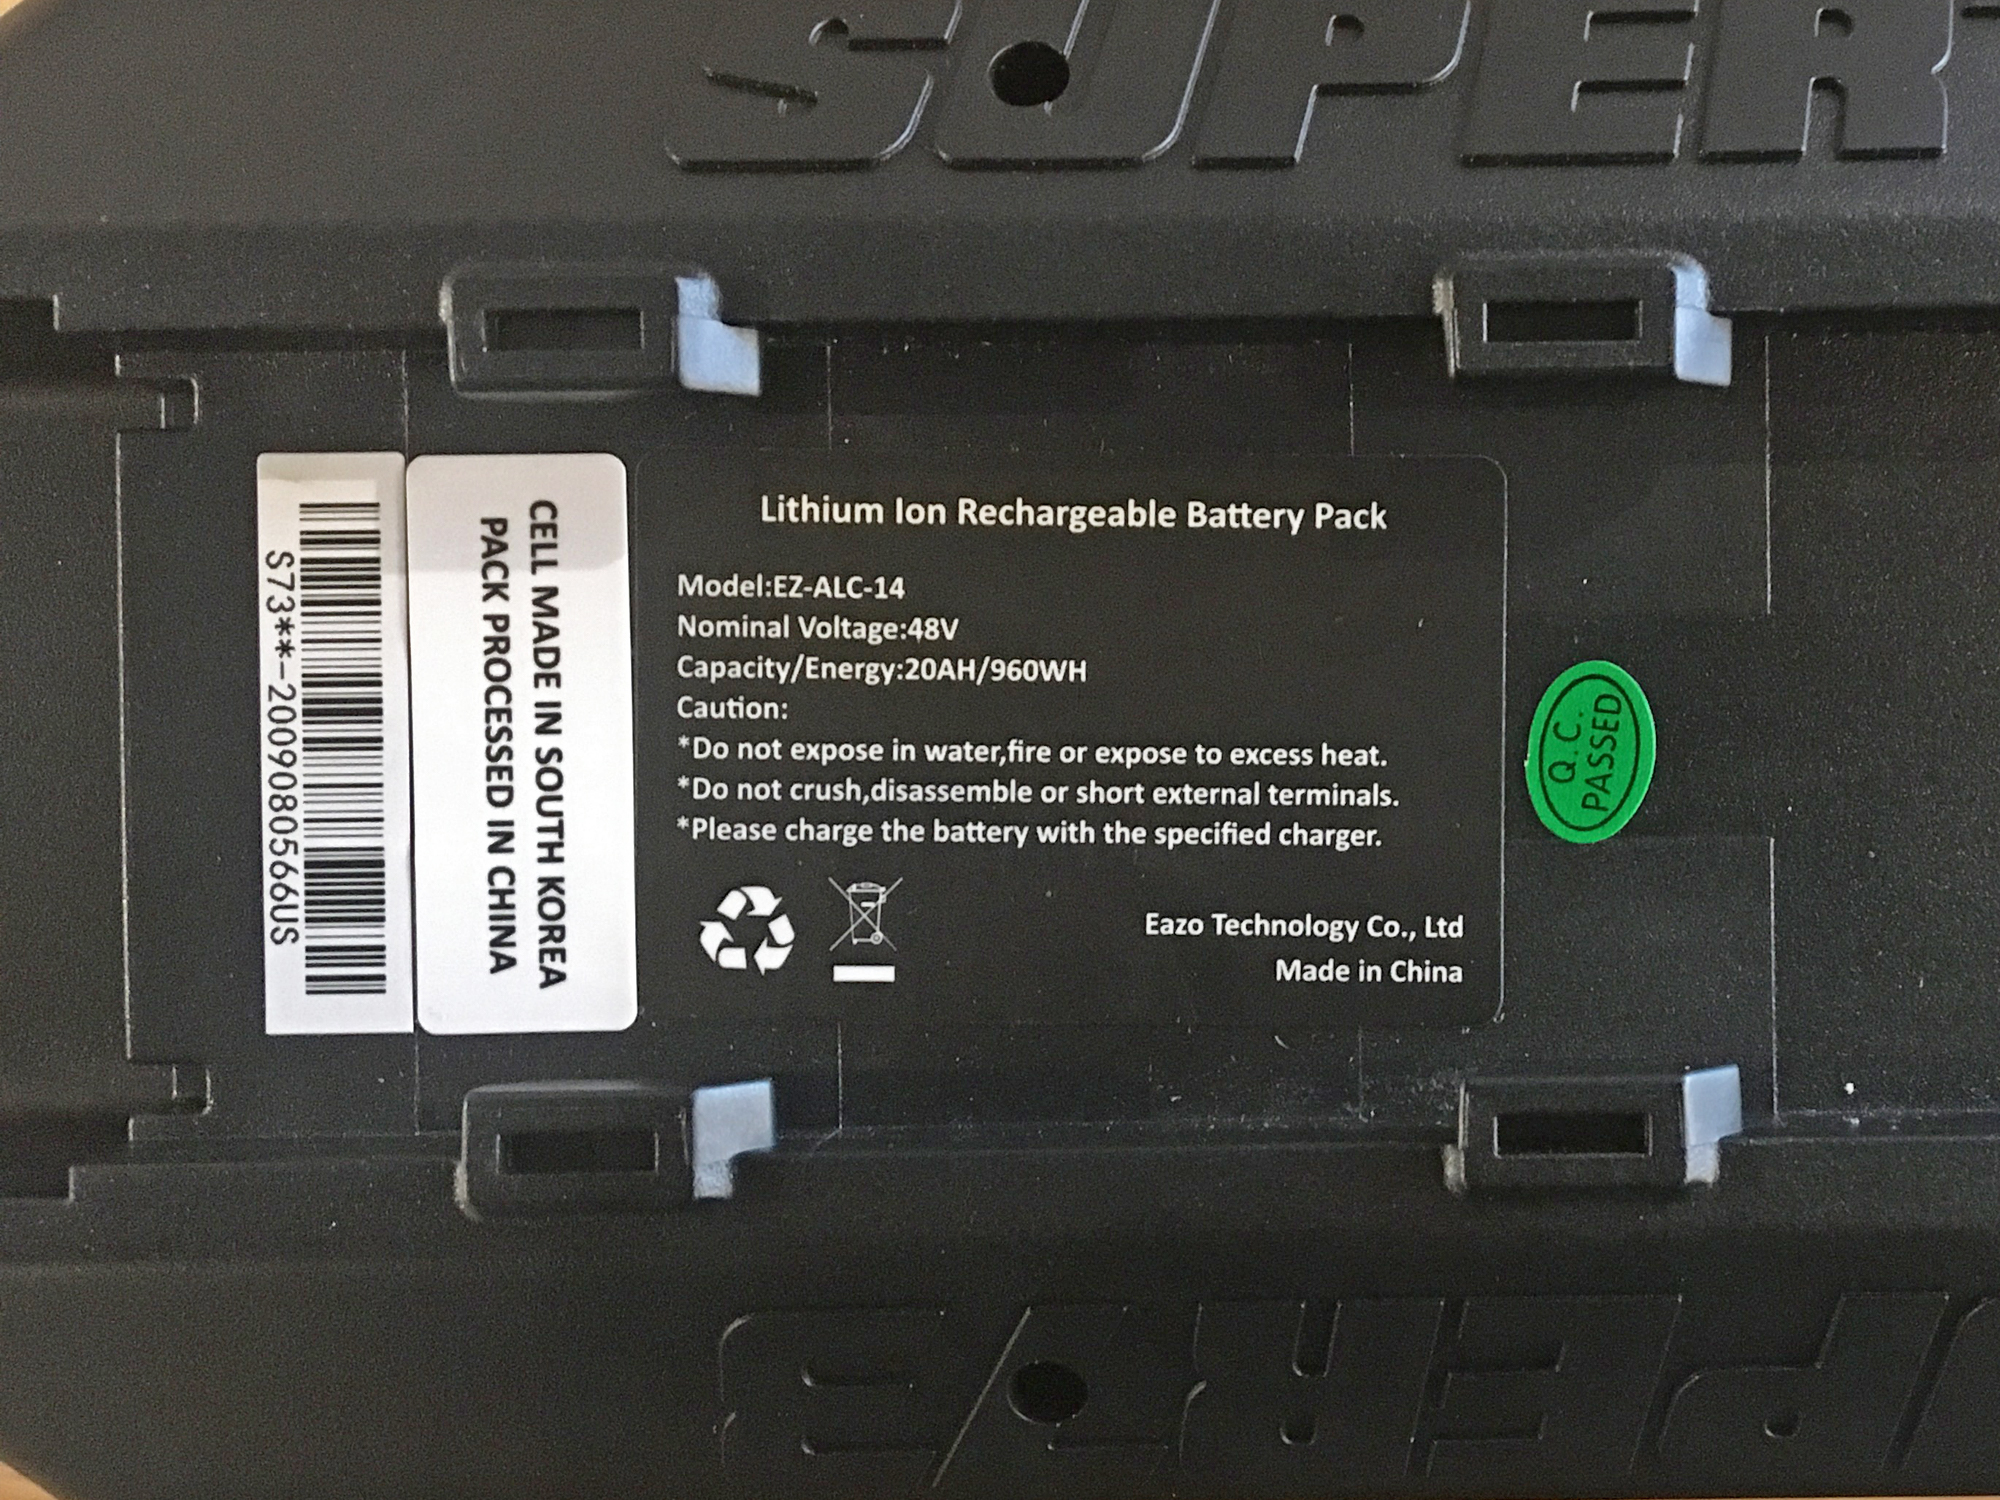 SUPER
S73**-2009080566US
CELL MADE IN SOUTH KOREA
PACK PROCESSED IN CHINA
Lithium Ion Rechargeable Battery Pack
Model:EZ-ALC-14
Nominal Voltage:48V
Capacity/Energy:20AH/960WH
Caution:
*Do not expose in water,fire or expose to excess heat.
*Do not crush,disassemble or short external terminals.
*Please charge the battery with the specified charger.
Eazo Technology Co., Ltd
Made in China
Q.C.
PASSED